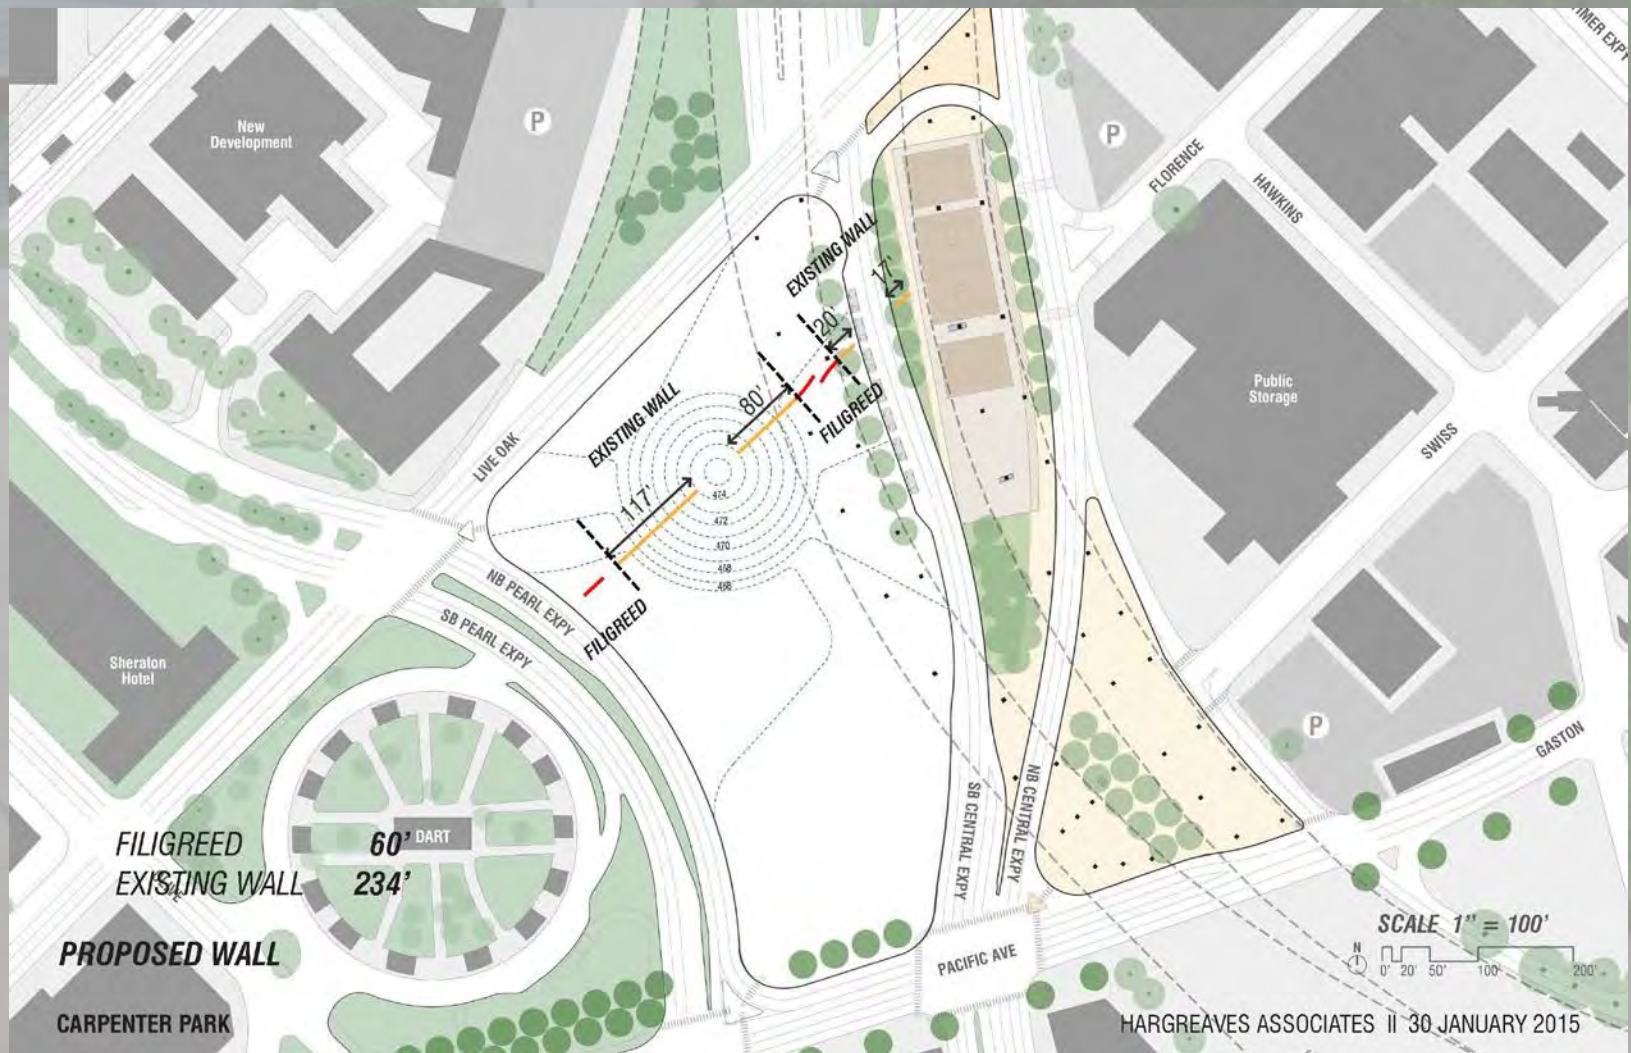 New
Development
P
P
FLORENCE
HAWKINS
EXISTING WALL
17'
20'
80'
FILIGREED
EXISTING WALL
117'
474
472
470
468
466
FILIGREED
LIVE OAK
NB PEARL EXPY
SB PEARL EXPY
Public
Storage
SWISS
Sheraton
Hotel
P
GASTON
SB CENTRAL EXPY
NB CENTRAL EXPY
DART
FILIGREED 60'
EXISTING WALL 234'
PROPOSED WALL
PACIFIC AVE
SCALE 1" = 100'
N
0' 20' 50' 100' 200'
CARPENTER PARK
HARGREAVES ASSOCIATES II 30 JANUARY 2015